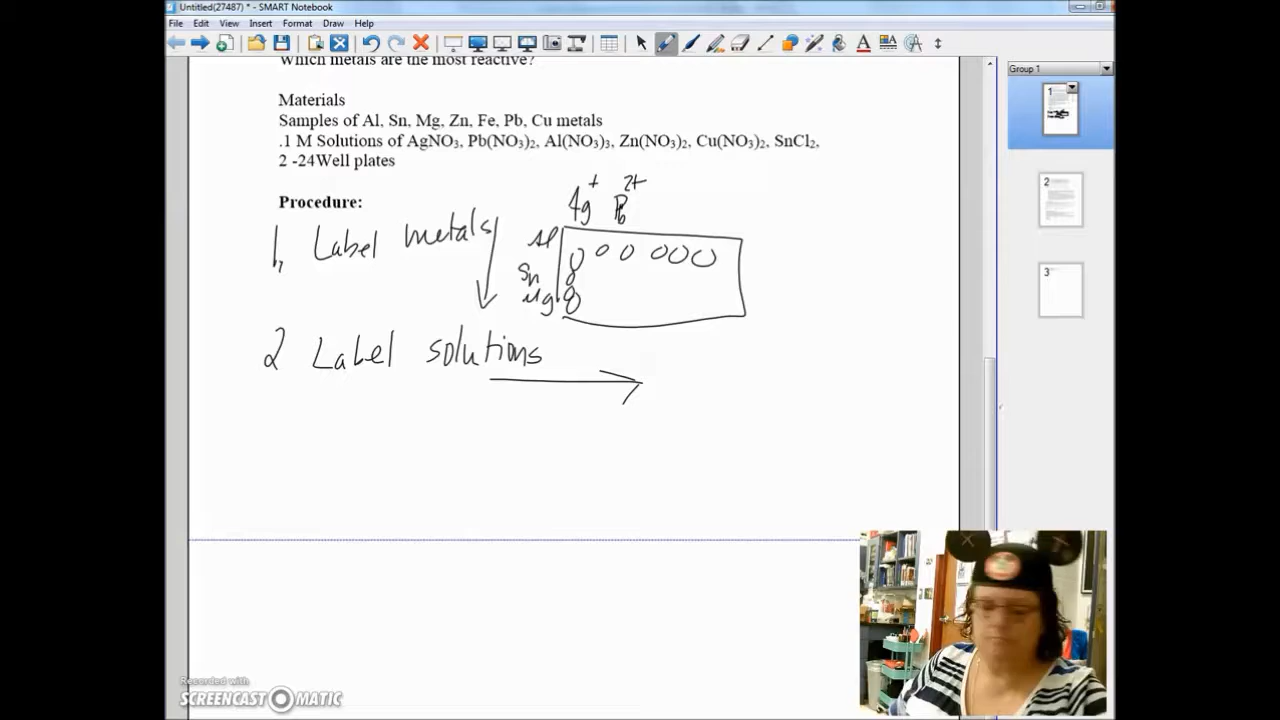 Untitled(27487) * - SMART Notebook
File Edit View Insert Format Draw Help
Which metals are the most reactive?
Materials
Samples of Al, Sn, Mg, Zn, Fe, Pb, Cu metals
.1 M Solutions of AgNO3, Pb(NO3)2, Al(NO3)3, Zn(NO3)2, Cu(NO3)2, SnCl2,
2 -24Well plates
Procedure:
Ag+ Pb2+
1, Label metals
Al
Sn
Mg
2 Label solutions
Group 1
1
2
3
Recorded with
SCREENCAST MATIC